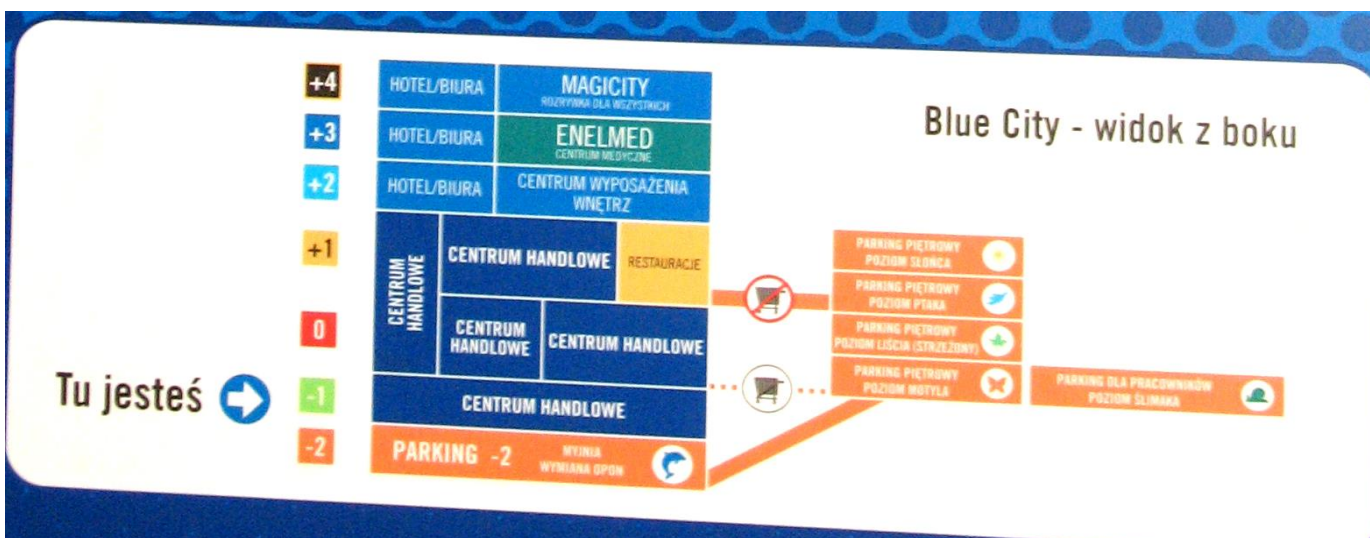 Blue City - widok z boku
+4
HOTEL/BIURA
MAGICITY
ROZRYWKA DLA WSZYSTKICH
+3
HOTEL/BIURA
ENELMED
CENTRUM MEDYCZNE
+2
HOTEL/BIURA
CENTRUM WYPOSAŻENIA
WNĘTRZ
+1
CENTRUM
HANDLOWE
CENTRUM HANDLOWE
RESTAURACJE
PARKING PIĘTROWY
POZIOM SŁOŃCA
PARKING PIĘTROWY
POZIOM PTAKA
0
CENTRUM
HANDLOWE
CENTRUM HANDLOWE
PARKING PIĘTROWY
POZIOM LIŚCIA (STRZEŻONY)
PARKING PIĘTROWY
POZIOM MOTYLA
PARKING DLA PRACOWNIKÓW
POZIOM ŚLIMAKA
Tu jesteś
-1
CENTRUM HANDLOWE
-2
PARKING -2
MYJNIA
WYMIANA OPON